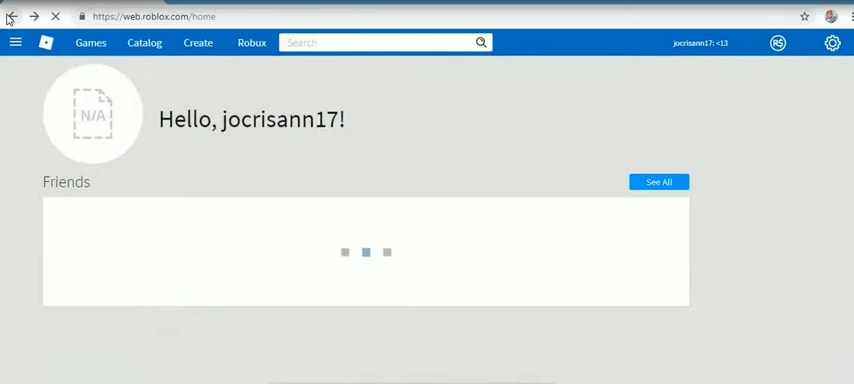 https://web.roblox.com/home
Games Catalog Create Robux Search jocrisann17: <13 R$
N/A
Hello, jocrisann17!
Friends See All